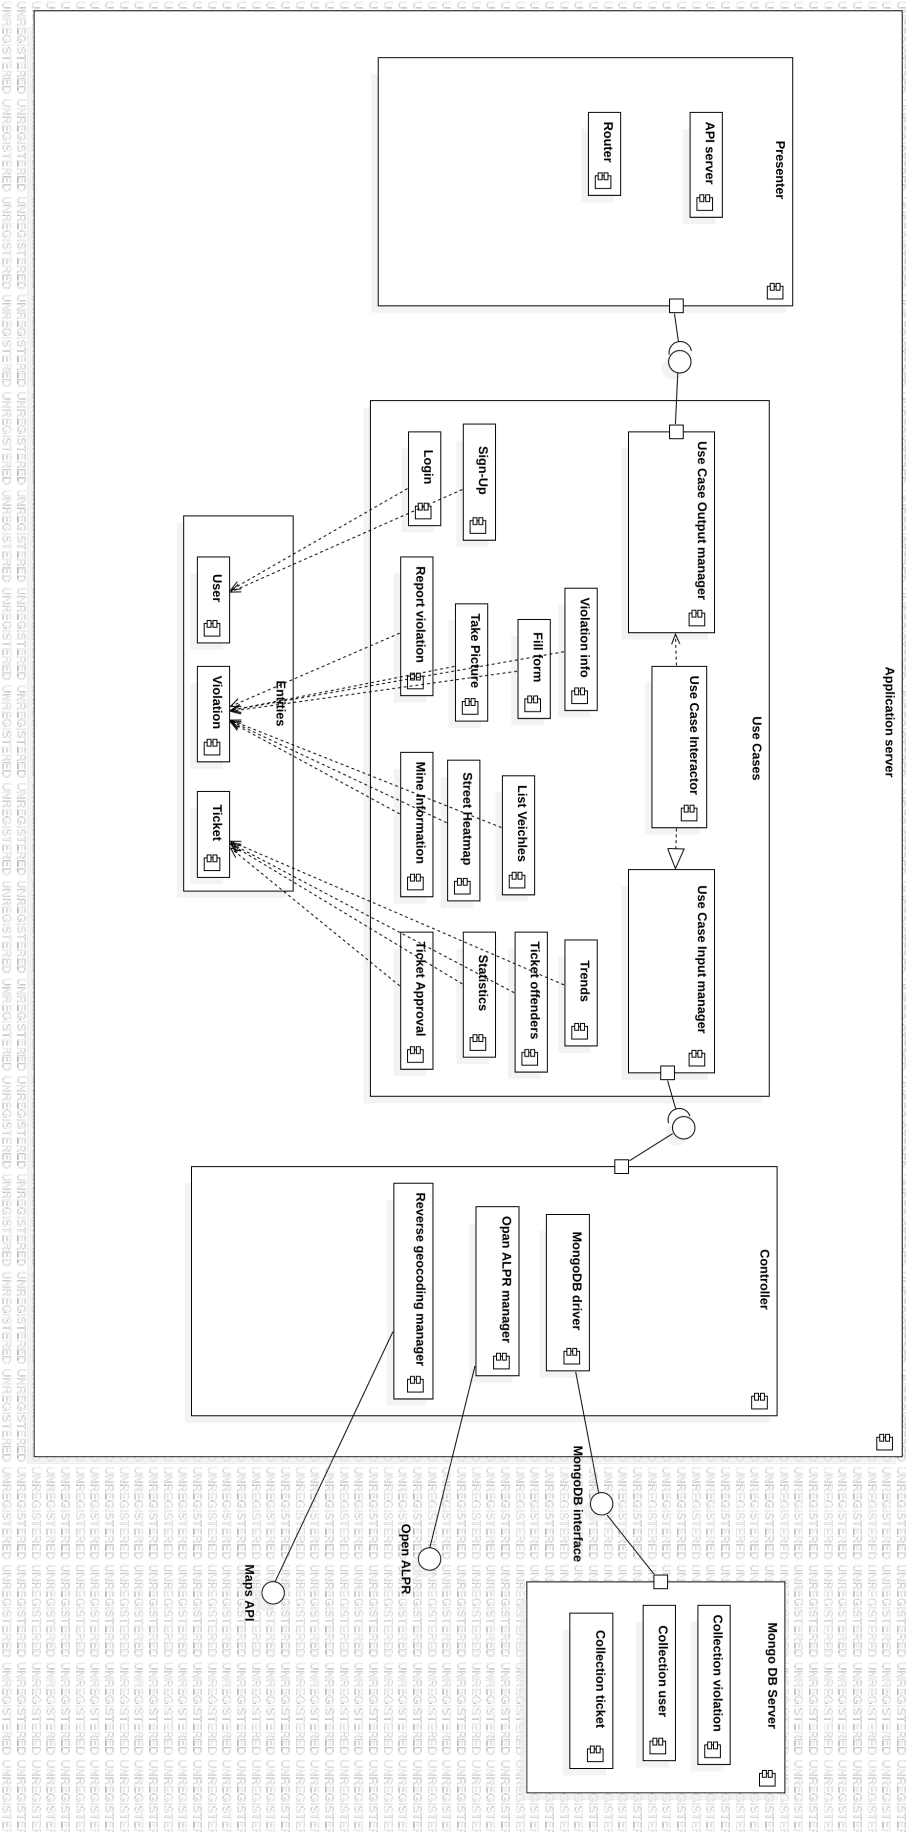 Application server
Presenter
API server
Router
Use Cases
Use Case Output manager
Use Case Interactor
Use Case Input manager
Sign-Up
Login
Violation info
Fill form
Take Picture
Report violation
List Veichles
Street Heatmap
Mine Information
Trends
Ticket offenders
Statistics
Ticket Approval
Entities
User
Violation
Ticket
Controller
MongoDB driver
Opan ALPR manager
Reverse geocoding manager
MongoDB interface
Open ALPR
Maps API
Mongo DB Server
Collection violation
Collection user
Collection ticket
UNREGISTERED